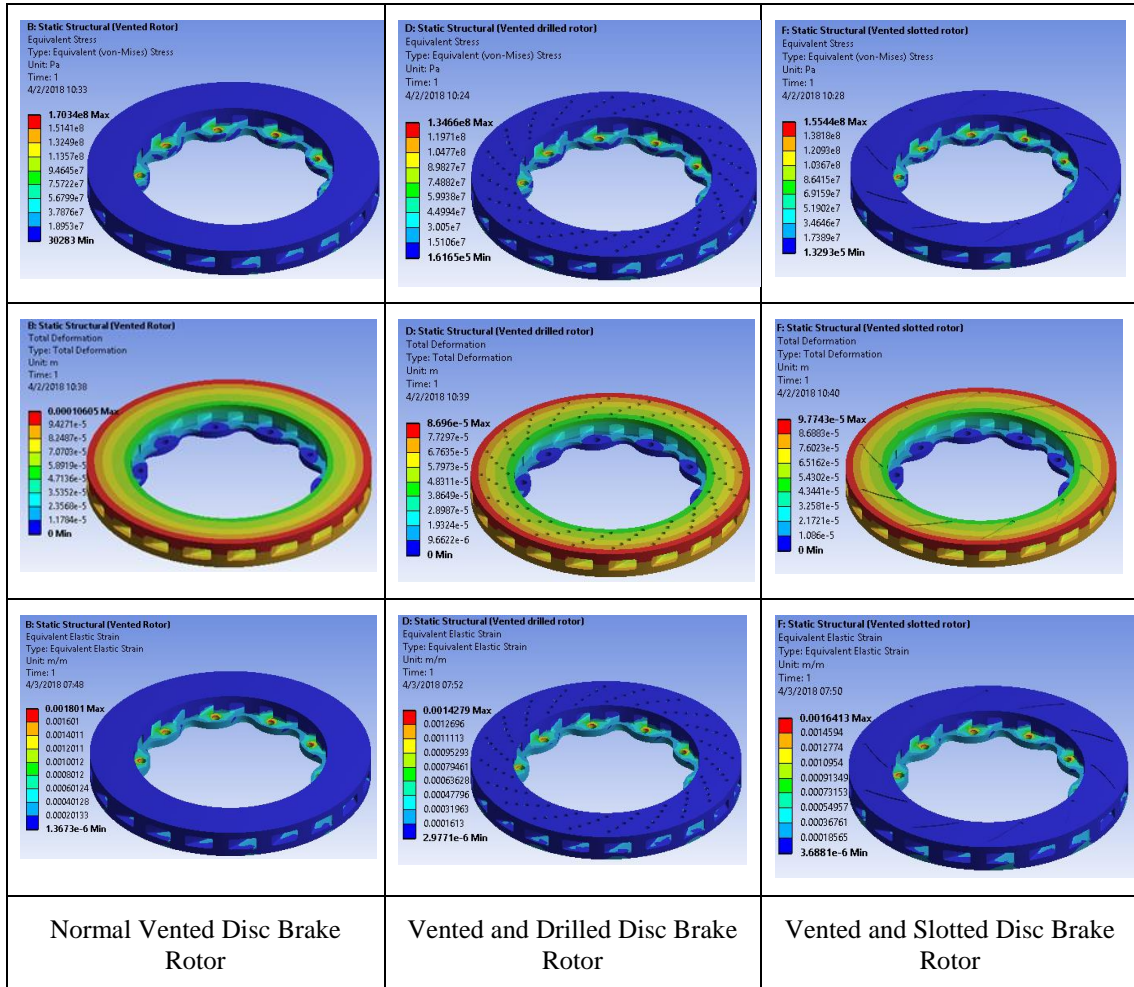 B: Static Structural (Vented Rotor)
Equivalent Stress
Type: Equivalent (von-Mises) Stress
Unit: Pa
Time: 1
4/2/2018 10:33
1.7034e8 Max
1.5141e8
1.3249e8
1.1357e8
9.4645e7
7.5722e7
5.6799e7
3.7876e7
1.8953e7
30283 Min
D: Static Structural (Vented drilled rotor)
Equivalent Stress
Type: Equivalent (von-Mises) Stress
Unit: Pa
Time: 1
4/2/2018 10:24
1.3466e8 Max
1.1971e8
1.0477e8
8.9827e7
7.4882e7
5.9938e7
4.4994e7
3.005e7
1.5106e7
1.6165e5 Min
F: Static Structural (Vented slotted rotor)
Equivalent Stress
Type: Equivalent (von-Mises) Stress
Unit: Pa
Time: 1
4/2/2018 10:28
1.5544e8 Max
1.3818e8
1.2093e8
1.0367e8
8.6415e7
6.9159e7
5.1902e7
3.4646e7
1.7389e7
1.3293e5 Min
B: Static Structural (Vented Rotor)
Total Deformation
Type: Total Deformation
Unit: m
Time: 1
4/2/2018 10:38
0.00010605 Max
9.4271e-5
8.2487e-5
7.0703e-5
5.8919e-5
4.7136e-5
3.5352e-5
2.3568e-5
1.1784e-5
0 Min
D: Static Structural (Vented drilled rotor)
Total Deformation
Type: Total Deformation
Unit: m
Time: 1
4/2/2018 10:39
8.696e-5 Max
7.7297e-5
6.7635e-5
5.7973e-5
4.8311e-5
3.8649e-5
2.8987e-5
1.9324e-5
9.6622e-6
0 Min
F: Static Structural (Vented slotted rotor)
Total Deformation
Type: Total Deformation
Unit: m
Time: 1
4/2/2018 10:40
9.7743e-5 Max
8.6883e-5
7.6023e-5
6.5162e-5
5.4302e-5
4.3441e-5
3.2581e-5
2.1721e-5
1.086e-5
0 Min
B: Static Structural (Vented Rotor)
Equivalent Elastic Strain
Type: Equivalent Elastic Strain
Unit: m/m
Time: 1
4/3/2018 07:48
0.001801 Max
0.001601
0.0014011
0.0012011
0.0010012
0.0008012
0.00060124
0.00040128
0.00020133
1.3673e-6 Min
D: Static Structural (Vented drilled rotor)
Equivalent Elastic Strain
Type: Equivalent Elastic Strain
Unit: m/m
Time: 1
4/3/2018 07:52
0.0014279 Max
0.0012696
0.0011113
0.00095293
0.00079461
0.00063628
0.00047796
0.00031963
0.0001613
2.9771e-6 Min
F: Static Structural (Vented slotted rotor)
Equivalent Elastic Strain
Type: Equivalent Elastic Strain
Unit: m/m
Time: 1
4/3/2018 07:50
0.0016413 Max
0.0014594
0.0012774
0.0010954
0.00091349
0.00073153
0.00054957
0.00036761
0.00018565
3.6881e-6 Min
Normal Vented Disc Brake
Rotor
Vented and Drilled Disc Brake
Rotor
Vented and Slotted Disc Brake
Rotor